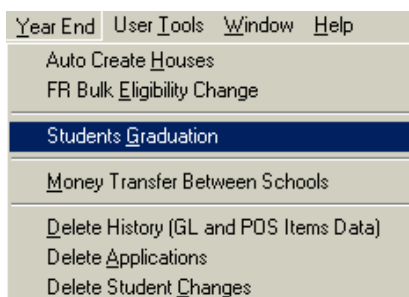 Year End User Tools Window Help
Auto Create Houses
FR Bulk Eligibility Change
Students Graduation
Money Transfer Between Schools
Delete History (GL and POS Items Data)
Delete Applications
Delete Student Changes